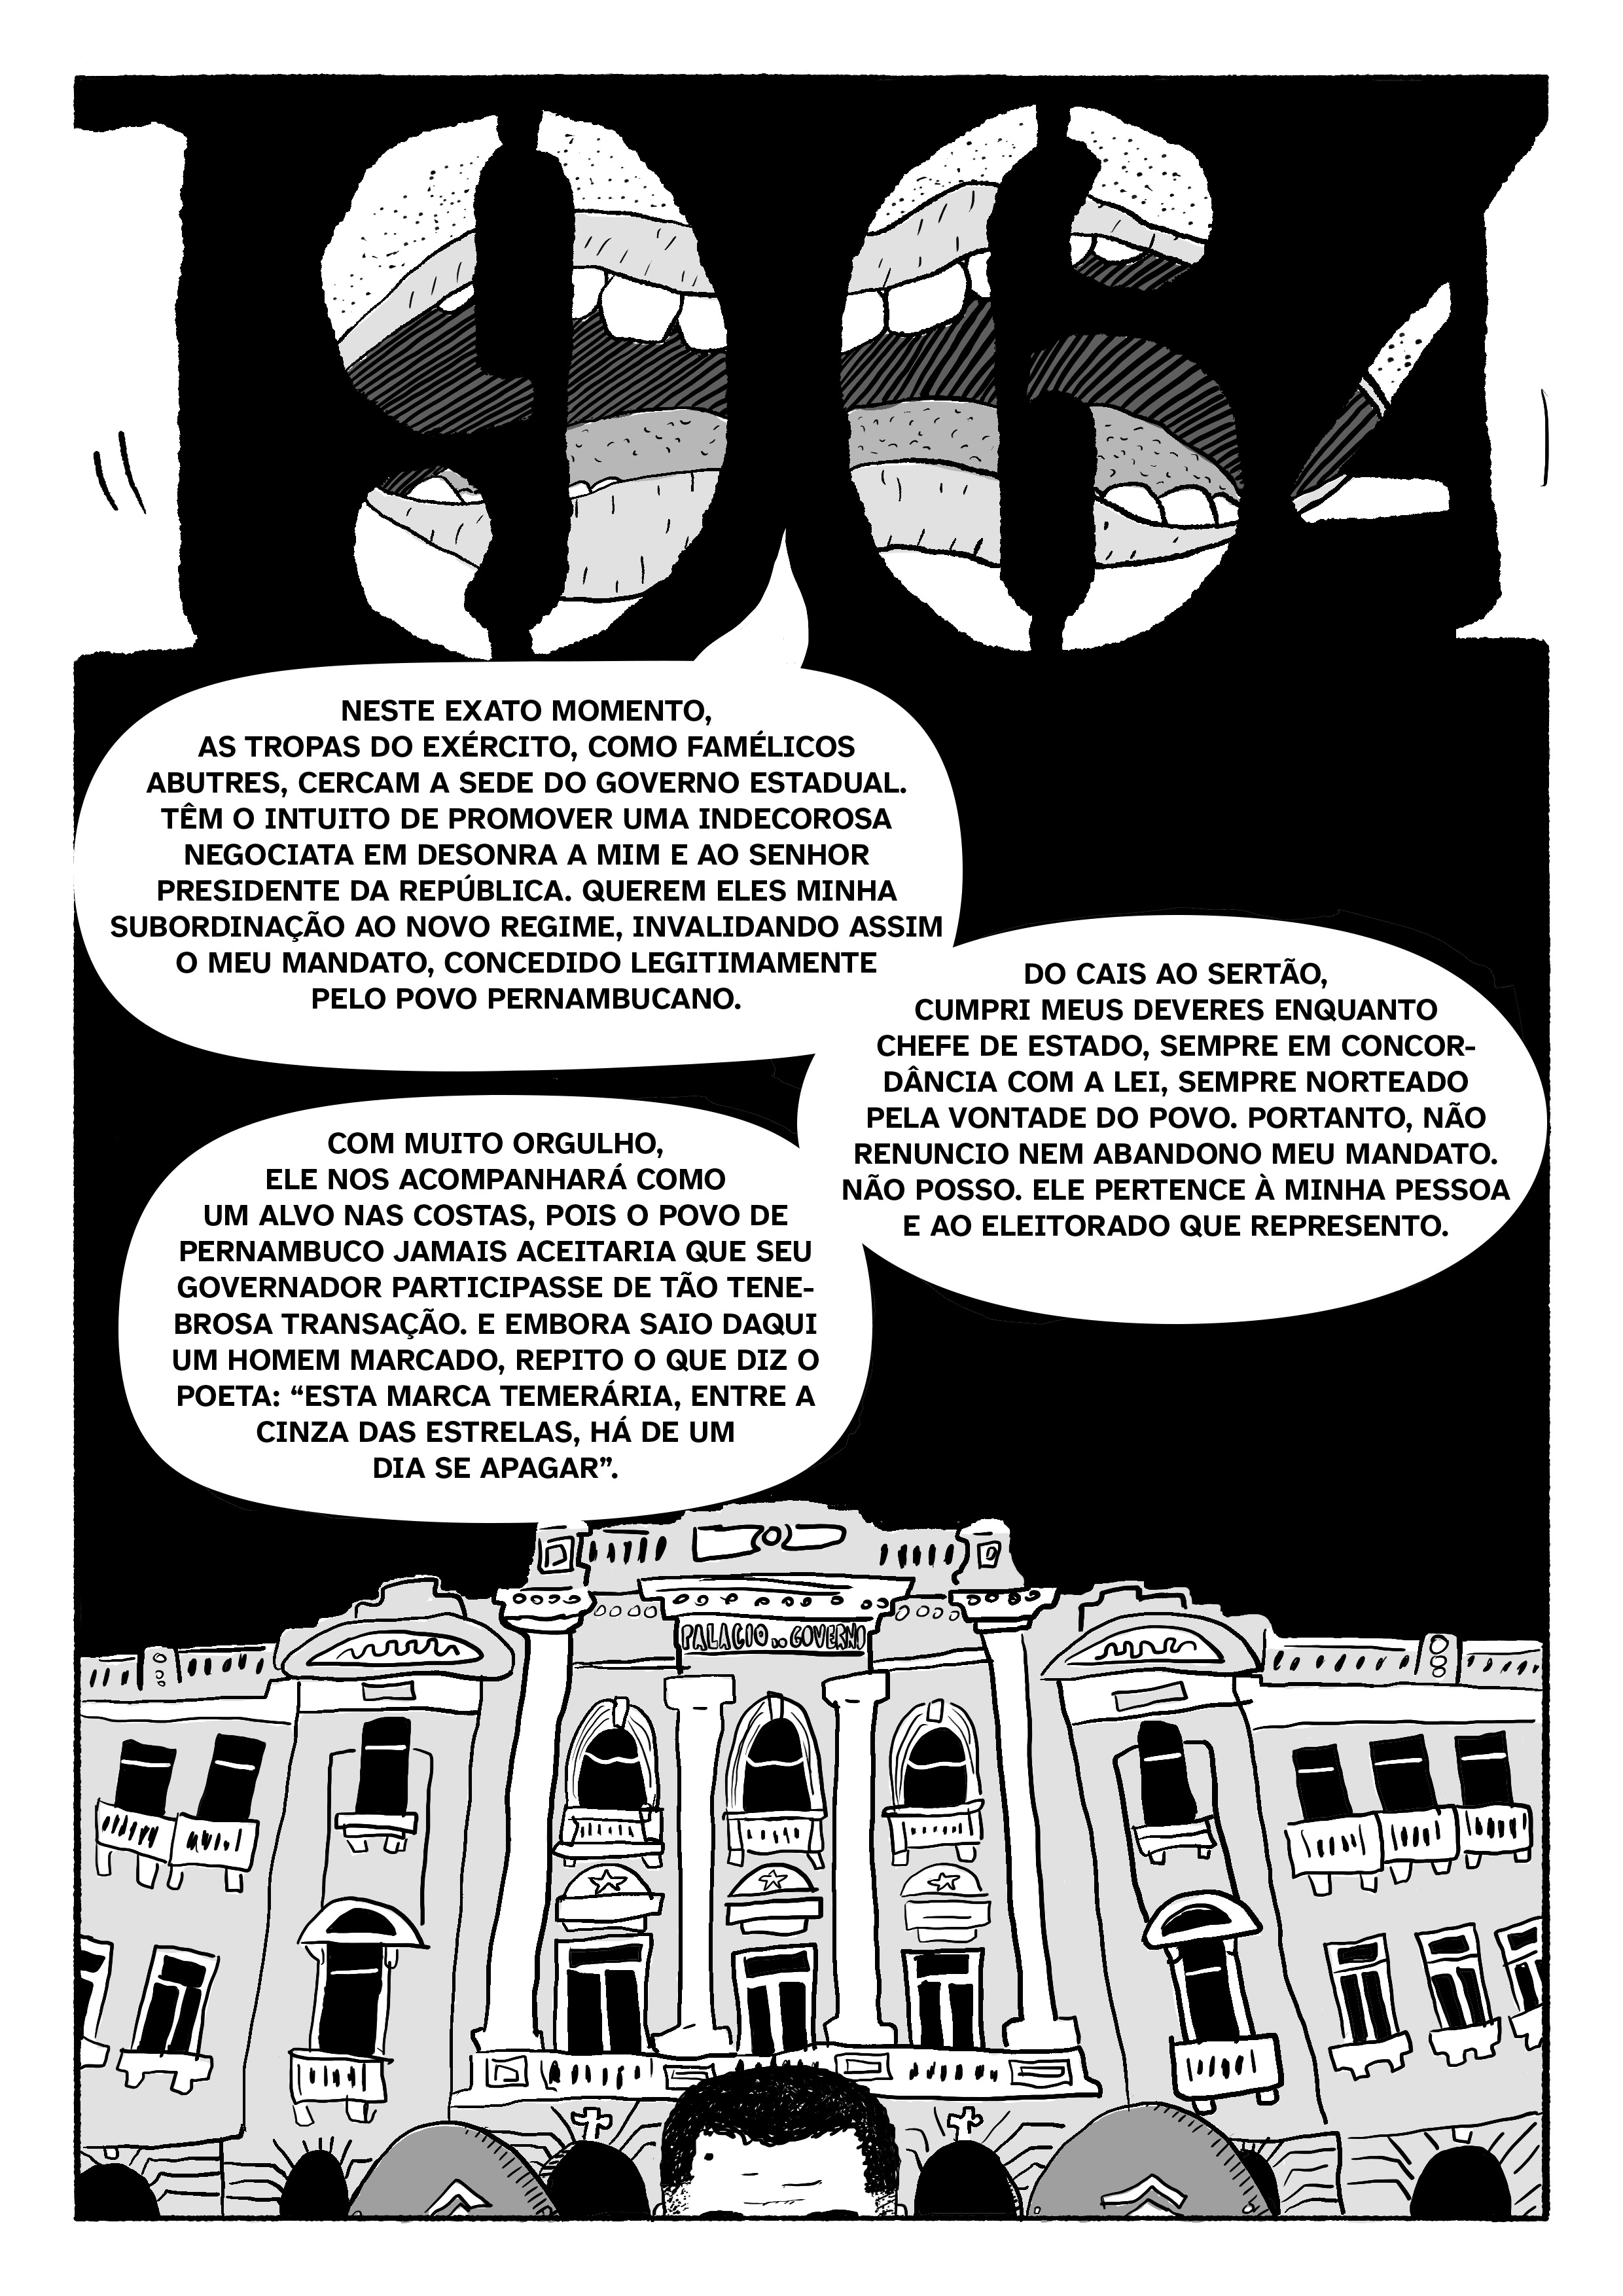 1964
NESTE EXATO MOMENTO,
AS TROPAS DO EXÉRCITO, COMO FAMÉLICOS
ABUTRES, CERCAM A SEDE DO GOVERNO ESTADUAL.
TÊM O INTUITO DE PROMOVER UMA INDECOROSA
NEGOCIATA EM DESONRA A MIM E AO SENHOR
PRESIDENTE DA REPÚBLICA. QUEREM ELES MINHA
SUBORDINAÇÃO AO NOVO REGIME, INVALIDANDO ASSIM
O MEU MANDATO, CONCEDIDO LEGITIMAMENTE
PELO POVO PERNAMBUCANO.
DO CAIS AO SERTÃO,
CUMPRI MEUS DEVERES ENQUANTO
CHEFE DE ESTADO, SEMPRE EM CONCOR-
DÂNCIA COM A LEI, SEMPRE NORTEADO
PELA VONTADE DO POVO. PORTANTO, NÃO
RENUNCIO NEM ABANDONO MEU MANDATO.
NÃO POSSO. ELE PERTENCE À MINHA PESSOA
E AO ELEITORADO QUE REPRESENTO.
COM MUITO ORGULHO,
ELE NOS ACOMPANHARÁ COMO
UM ALVO NAS COSTAS, POIS O POVO DE
PERNAMBUCO JAMAIS ACEITARIA QUE SEU
GOVERNADOR PARTICIPASSE DE TÃO TENE-
BROSA TRANSAÇÃO. E EMBORA SAIO DAQUI
UM HOMEM MARCADO, REPITO O QUE DIZ O
POETA: “ESTA MARCA TEMERÁRIA, ENTRE A
CINZA DAS ESTRELAS, HÁ DE UM
DIA SE APAGAR”.
PALACIO DO GOVERNO